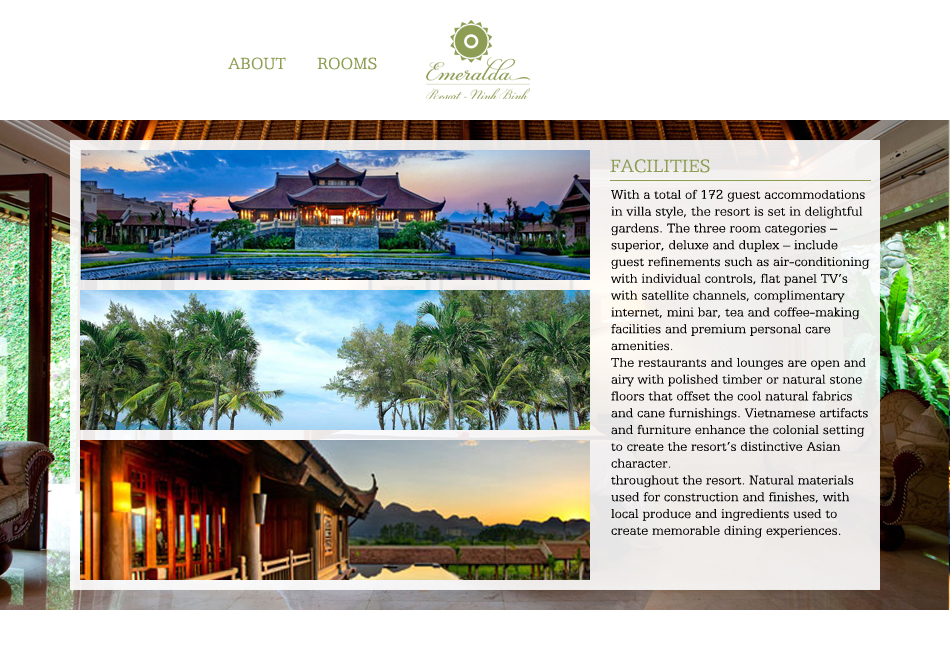 ABOUT
ROOMS
Emeralda
Resort - Ninh Binh
FACILITIES
With a total of 172 guest accommodations
in villa style, the resort is set in delightful
gardens. The three room categories –
superior, deluxe and duplex – include
guest refinements such as air-conditioning
with individual controls, flat panel TV’s
with satellite channels, complimentary
internet, mini bar, tea and coffee-making
facilities and premium personal care
amenities.
The restaurants and lounges are open and
airy with polished timber or natural stone
floors that offset the cool natural fabrics
and cane furnishings. Vietnamese artifacts
and furniture enhance the colonial setting
to create the resort’s distinctive Asian
character.
throughout the resort. Natural materials
used for construction and finishes, with
local produce and ingredients used to
create memorable dining experiences.